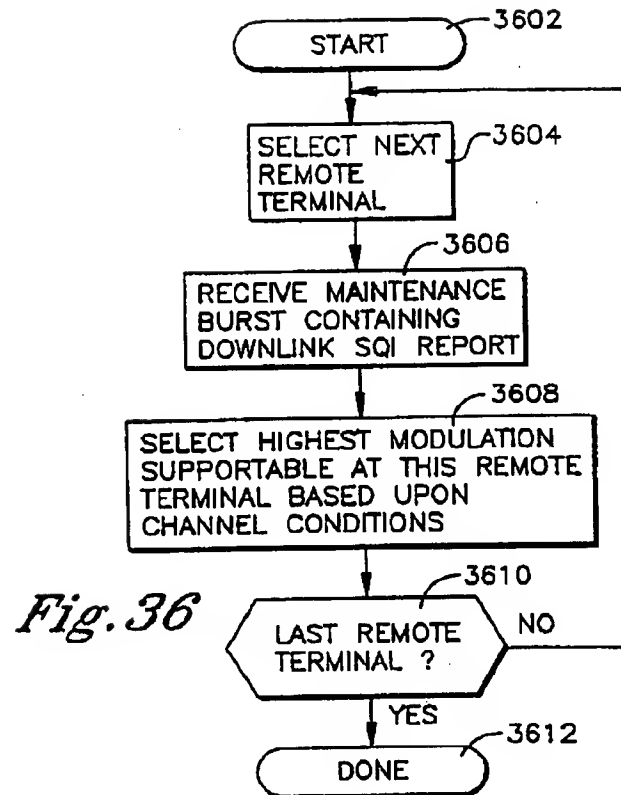 3602
START
SELECT NEXT
REMOTE
TERMINAL
3604
3606
RECEIVE MAINTENANCE
BURST CONTAINING
DOWNLINK SQI REPORT
3608
SELECT HIGHEST MODULATION
SUPPORTABLE AT THIS REMOTE
TERMINAL BASED UPON
CHANNEL CONDITIONS
Fig. 36
3610
LAST REMOTE
TERMINAL ?
NO
YES
3612
DONE